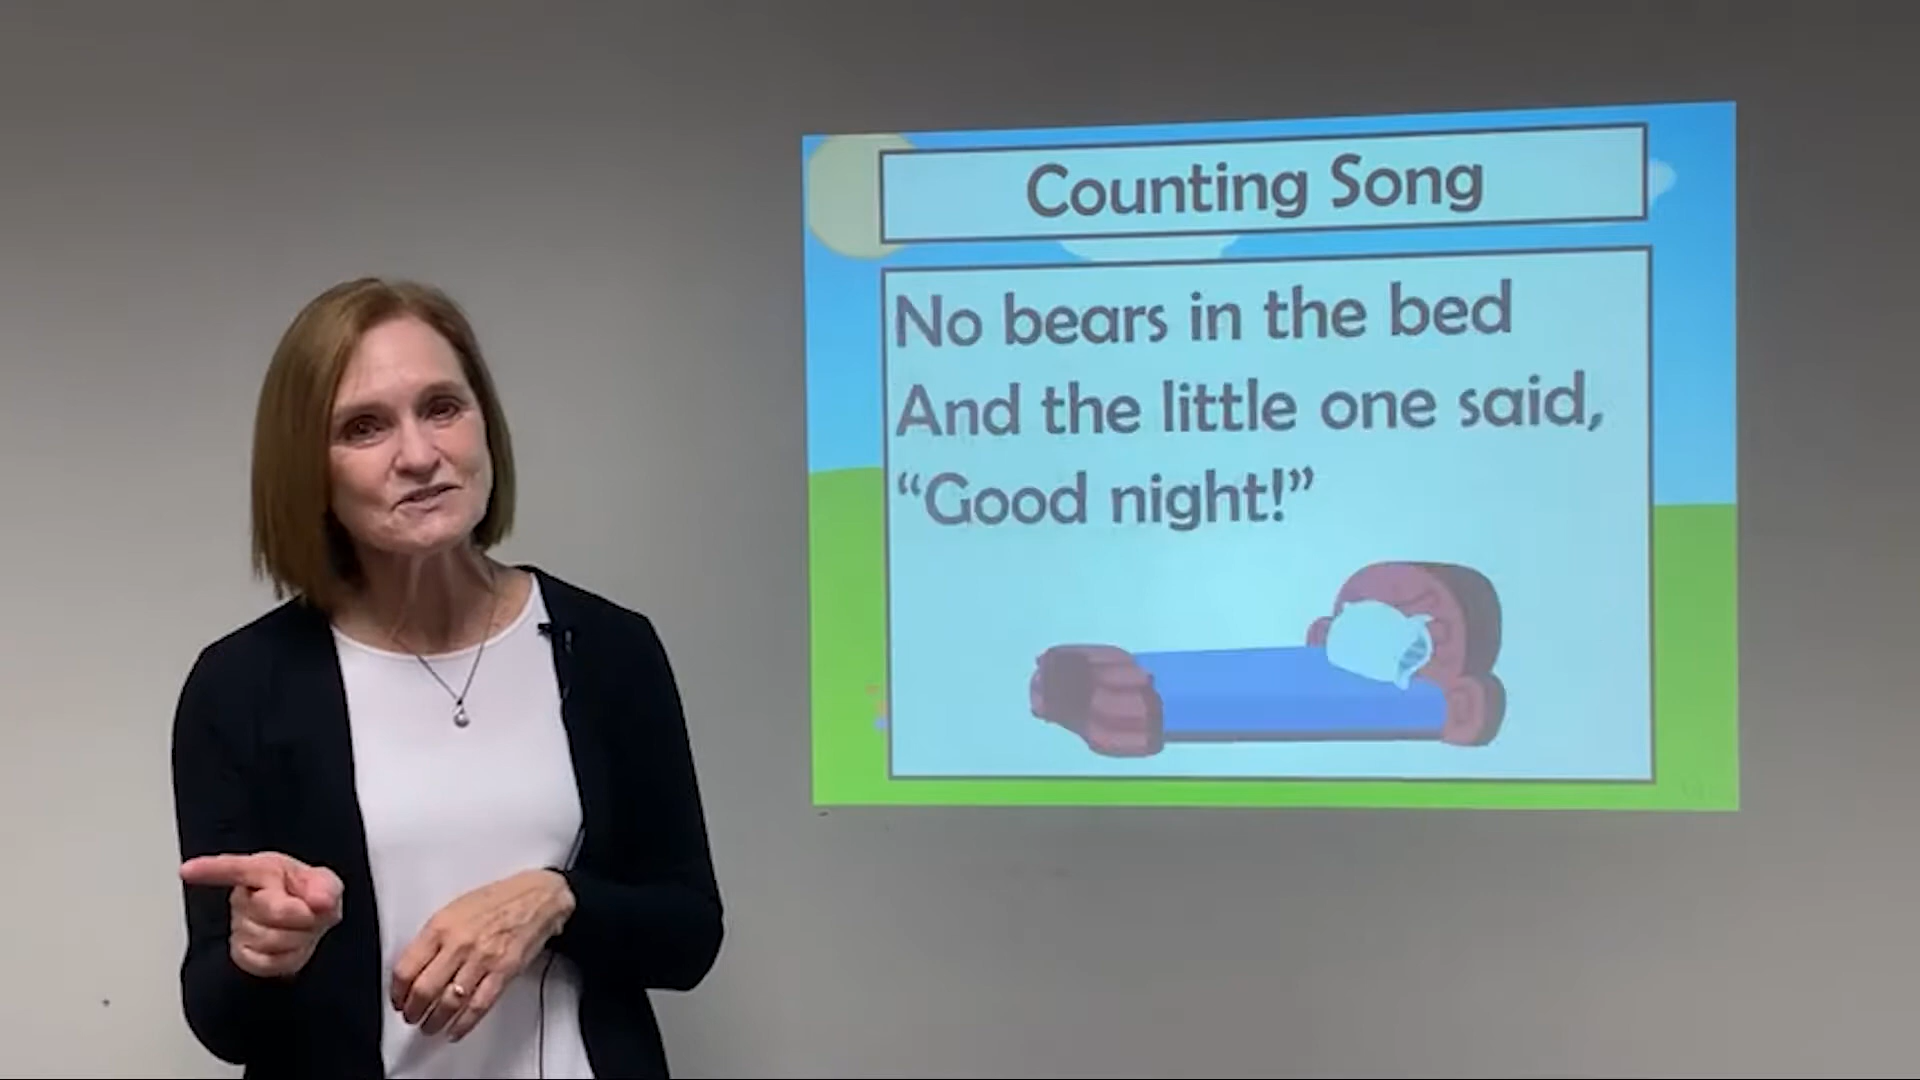 Counting Song
No bears in the bed
And the little one said,
“Good night!”